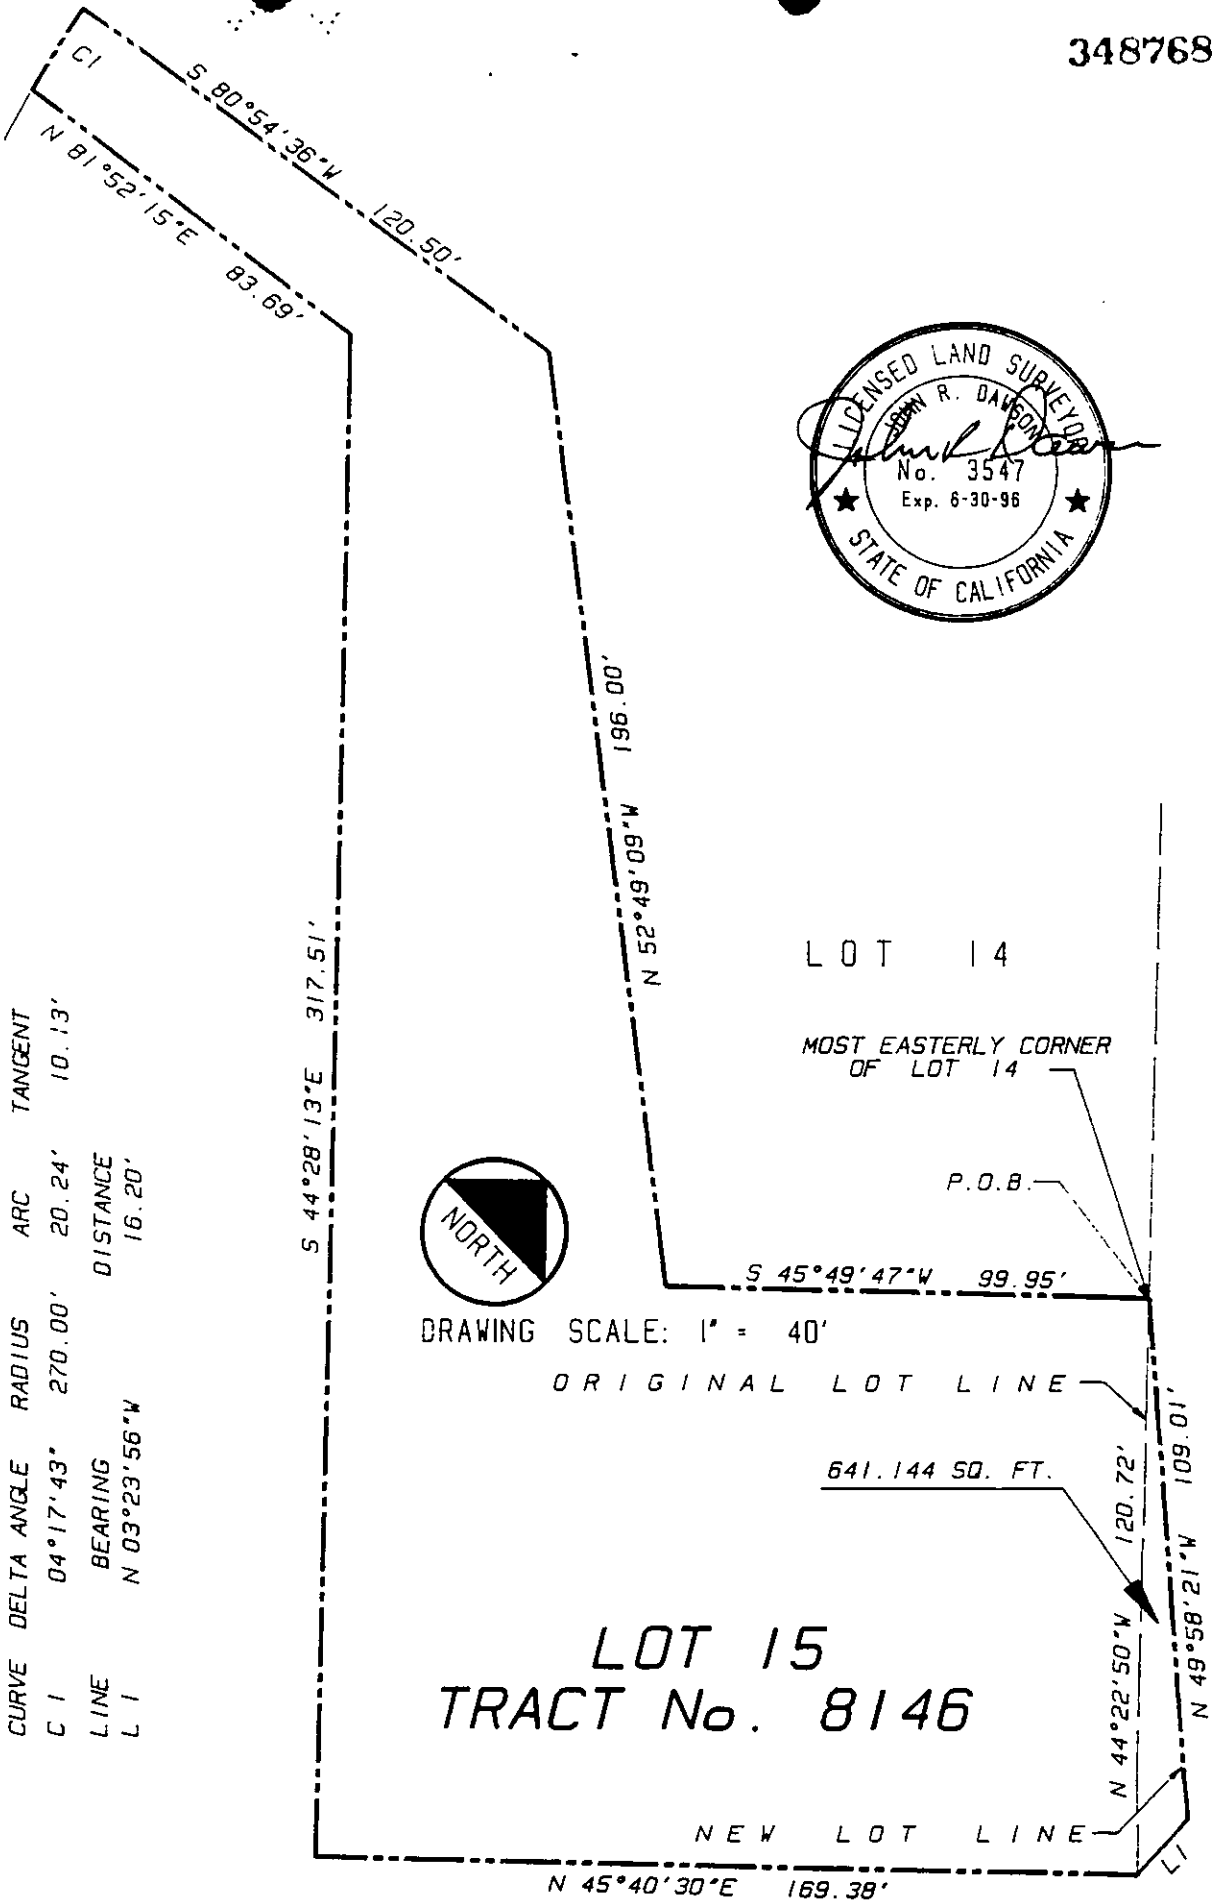 348768
C1
S 80°54'36"W 120.50'
N 81°52'15"E 83.69'
LICENSED LAND SURVEYOR
JOHN R. DAWSON
No. 3547
Exp. 6-30-96
STATE OF CALIFORNIA
N 52°49'09"W 196.00'
S 44°28'13"E 317.51'
LOT 14
MOST EASTERLY CORNER
OF LOT 14
P.O.B.
S 45°49'47"W 99.95'
NORTH
DRAWING SCALE: 1" = 40'
ORIGINAL LOT LINE
641.144 SQ. FT.
N 44°22'50"W 120.72'
N 49°58'21"W 109.01'
LOT 15
TRACT No. 8146
NEW LOT LINE
L1
N 45°40'30"E 169.38'
CURVE DELTA ANGLE RADIUS ARC TANGENT
C 1 04°17'43" 270.00' 20.24' 10.13'
LINE BEARING DISTANCE
L 1 N 03°23'56"W 16.20'